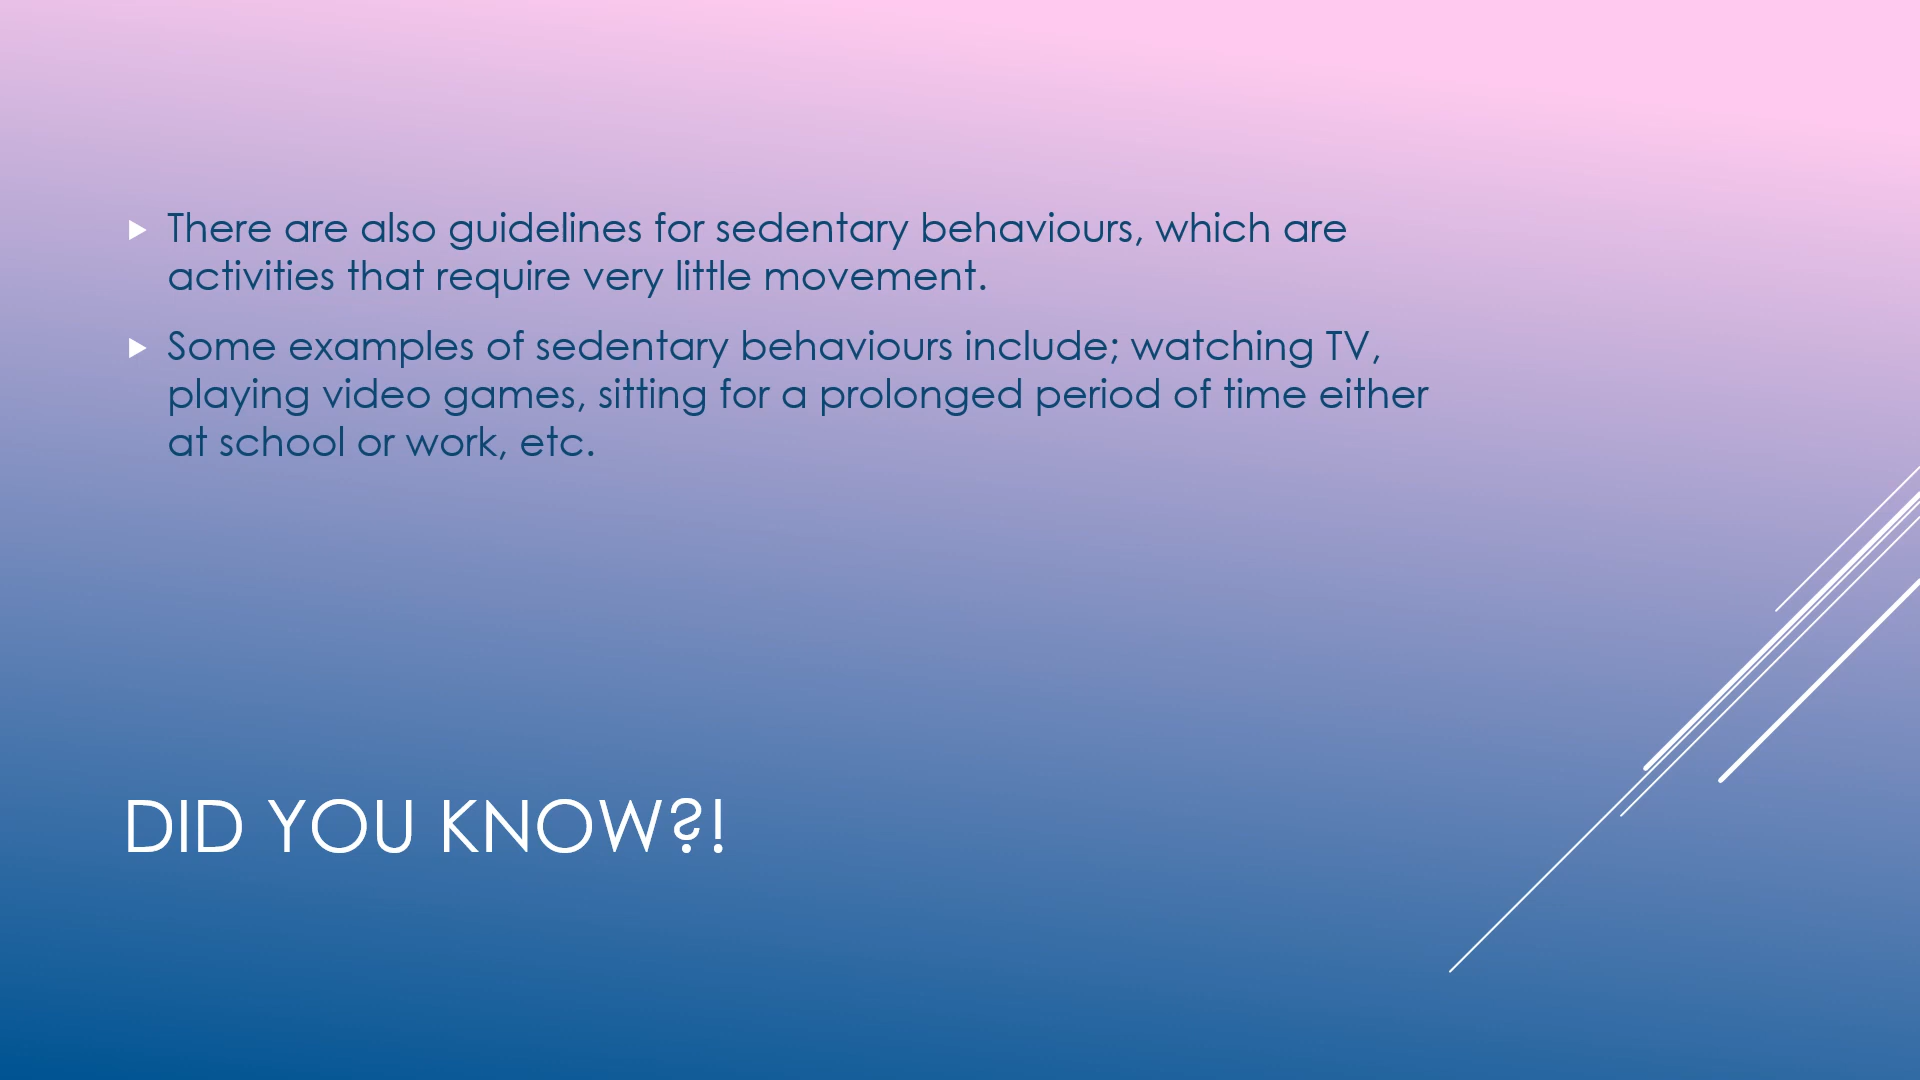 There are also guidelines for sedentary behaviours, which are
activities that require very little movement.
Some examples of sedentary behaviours include; watching TV,
playing video games, sitting for a prolonged period of time either
at school or work, etc.
DID YOU KNOW?!